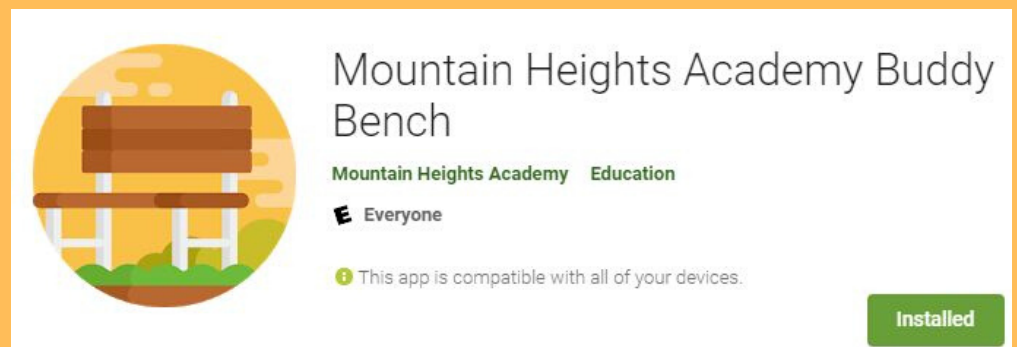 Mountain Heights Academy Buddy
Bench
Mountain Heights Academy Education
E Everyone
This app is compatible with all of your devices.
Installed